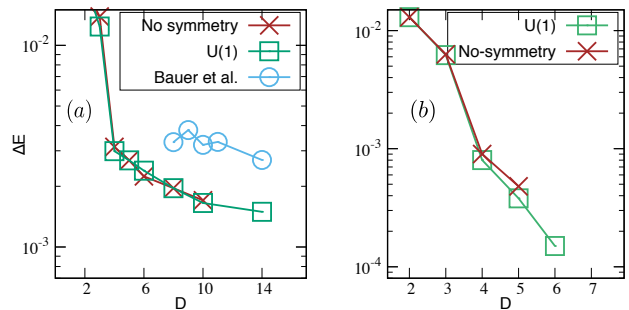 No symmetry
U(1)
Bauer et al.
(a)
ΔE
10^-2
10^-3
2 6 10 14
D
U(1)
No-symmetry
(b)
10^-2
10^-3
10^-4
2 3 4 5 6 7
D